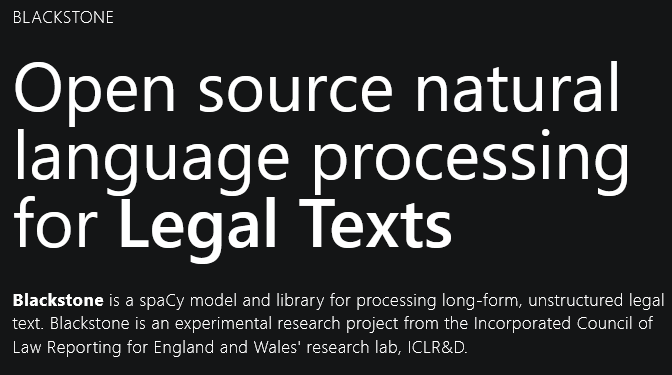 BLACKSTONE
Open source natural
language processing
for Legal Texts
Blackstone is a spaCy model and library for processing long-form, unstructured legal
text. Blackstone is an experimental research project from the Incorporated Council of
Law Reporting for England and Wales' research lab, ICLR&D.